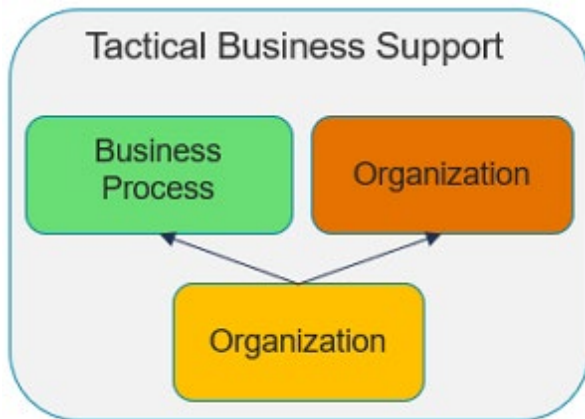 Tactical Business Support
Business
Process
Organization
Organization